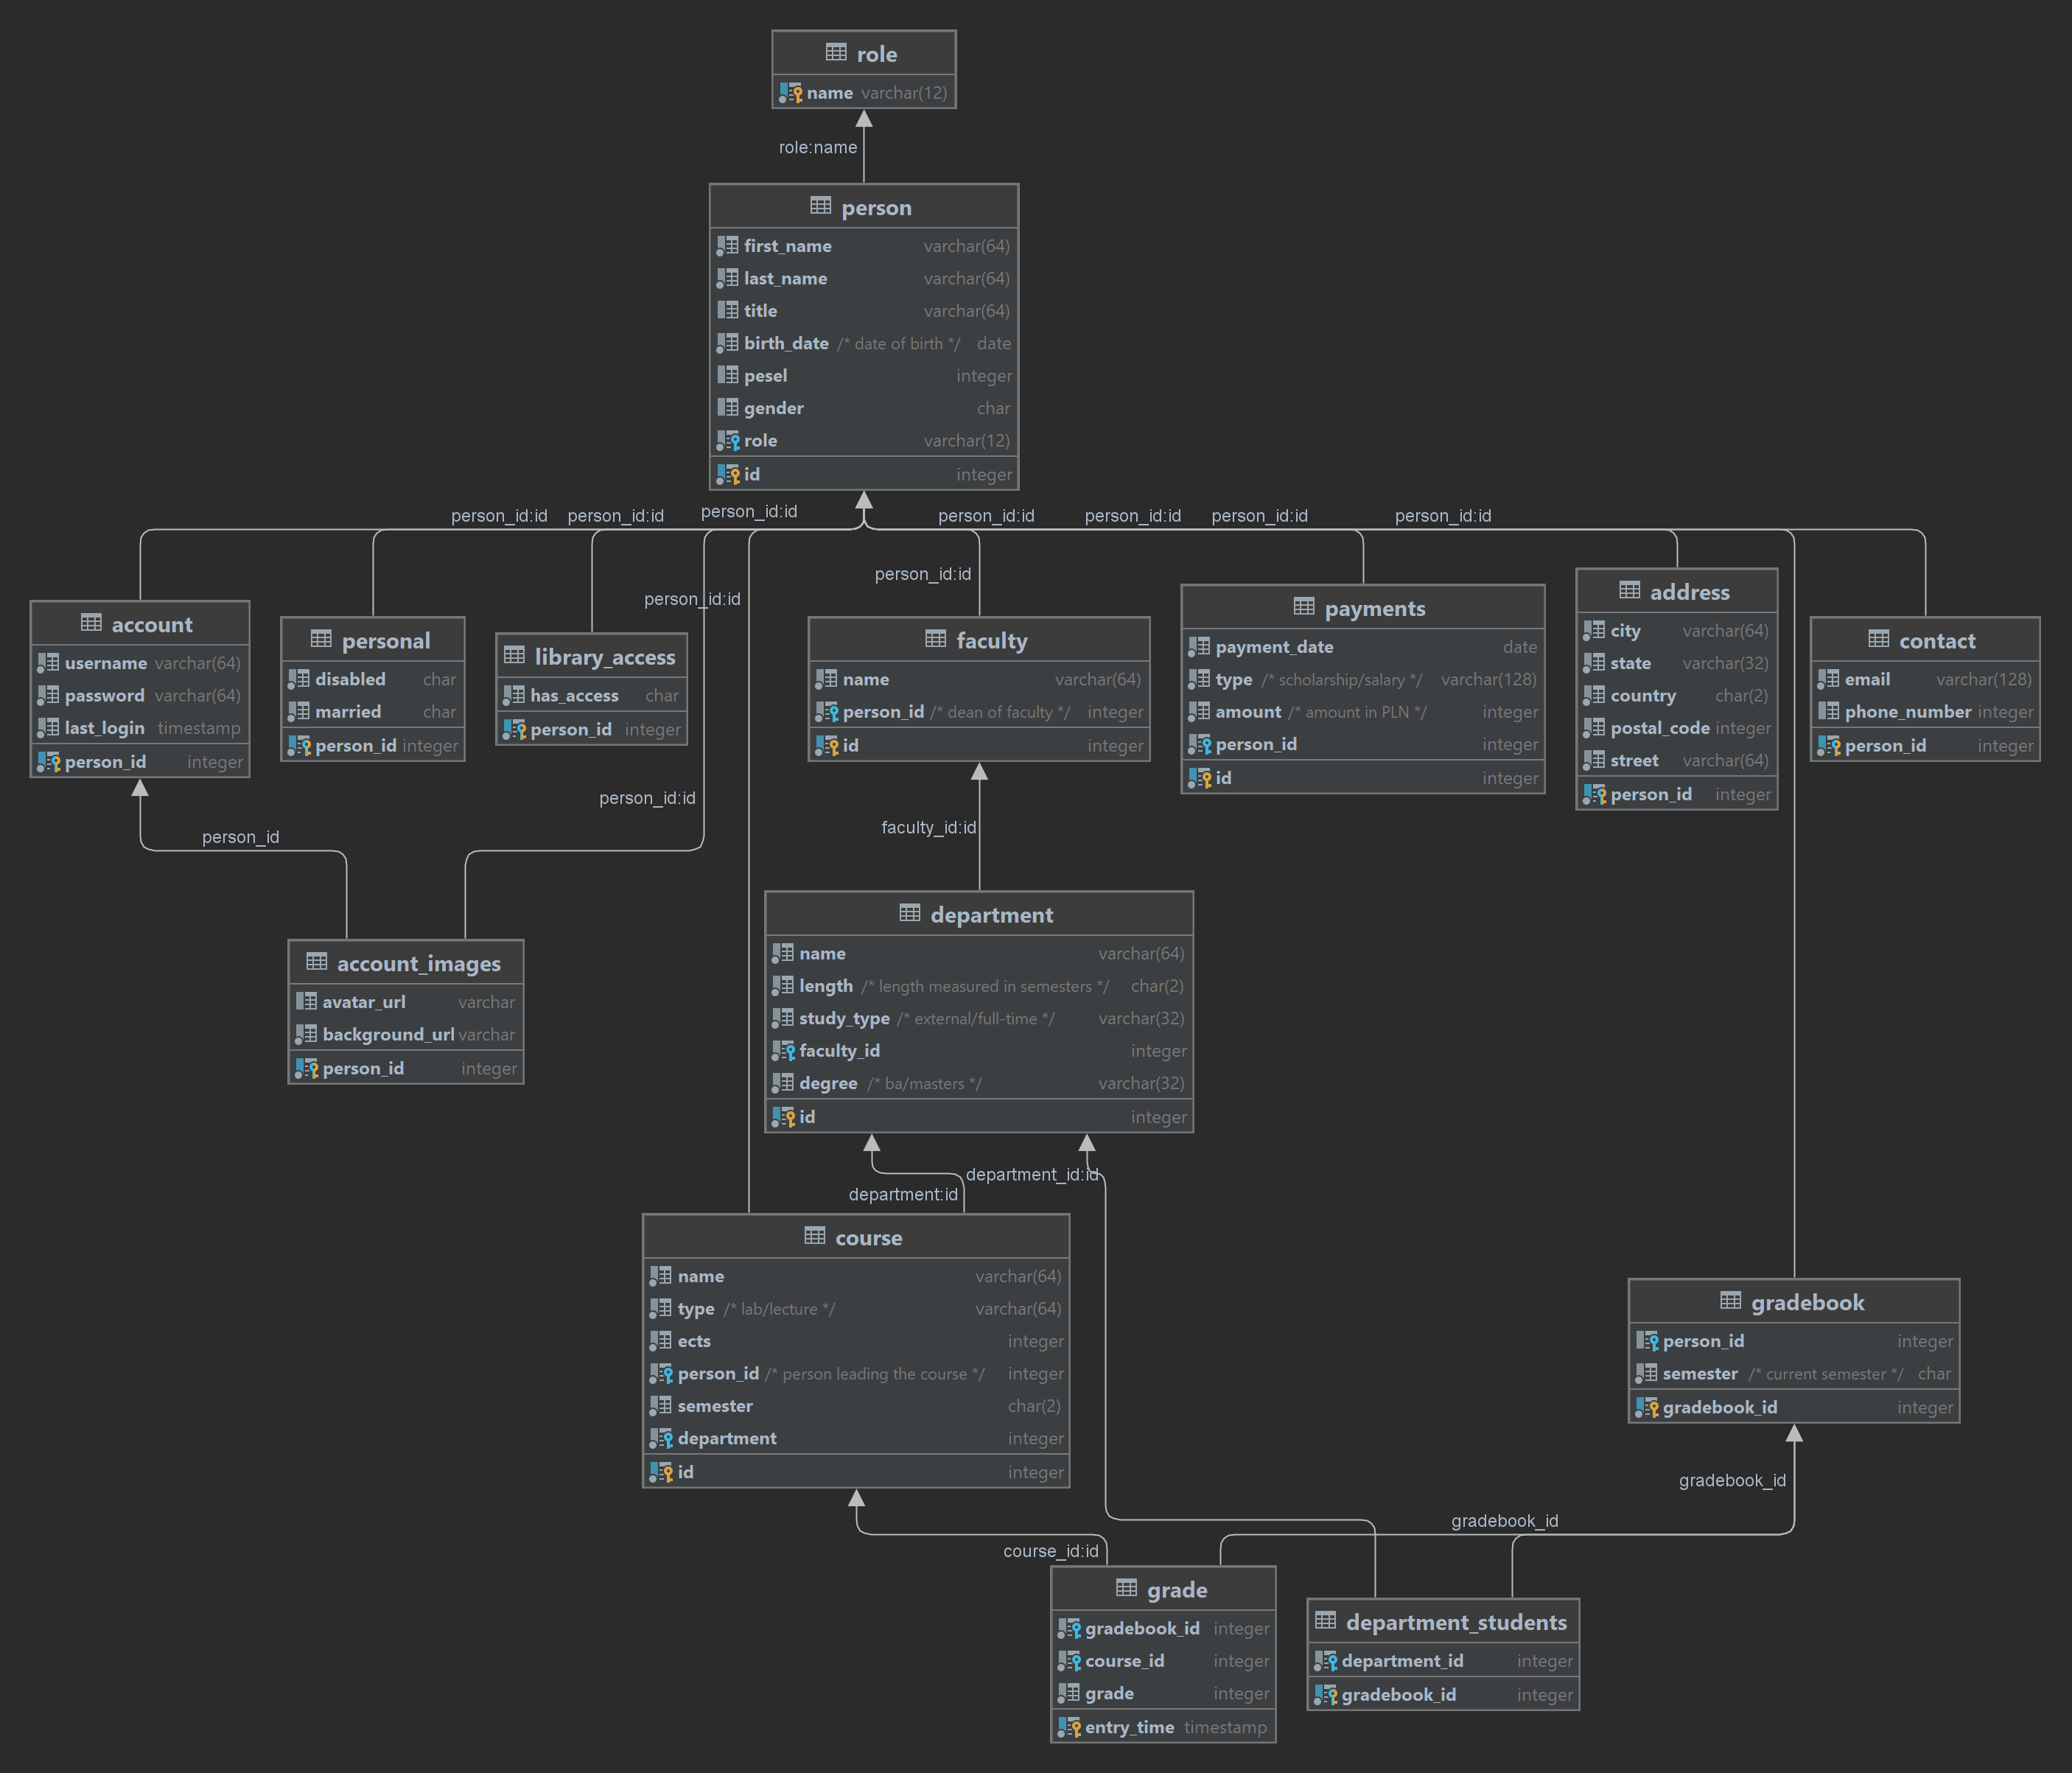 role
name varchar(12)
role:name
person
first_name varchar(64)
last_name varchar(64)
title varchar(64)
birth_date /* date of birth */ date
pesel integer
gender char
role varchar(12)
id integer
person_id:id
person_id:id
person_id:id
person_id:id
person_id:id
person_id:id
person_id:id
person_id:id
person_id:id
person_id:id
account
username varchar(64)
password varchar(64)
last_login timestamp
person_id integer
personal
disabled char
married char
person_id integer
library_access
has_access char
person_id integer
faculty
name varchar(64)
person_id /* dean of faculty */ integer
id integer
payments
payment_date date
type /* scholarship/salary */ varchar(128)
amount /* amount in PLN */ integer
person_id integer
id integer
address
city varchar(64)
state varchar(32)
country char(2)
postal_code integer
street varchar(64)
person_id integer
contact
email varchar(128)
phone_number integer
person_id integer
person_id
faculty_id:id
account_images
avatar_url varchar
background_url varchar
person_id integer
department
name varchar(64)
length /* length measured in semesters */ char(2)
study_type /* external/full-time */ varchar(32)
faculty_id integer
degree /* ba/masters */ varchar(32)
id integer
department_id:id
department:id
course
name varchar(64)
type /* lab/lecture */ varchar(64)
ects integer
person_id /* person leading the course */ integer
semester char(2)
department integer
id integer
gradebook
person_id integer
semester /* current semester */ char
gradebook_id integer
gradebook_id
gradebook_id
course_id:id
grade
gradebook_id integer
course_id integer
grade integer
entry_time timestamp
department_students
department_id integer
gradebook_id integer